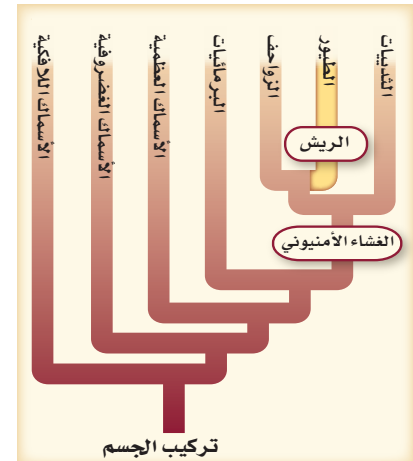 الثدييات
الطيور
الزواحف
البرمائيات
الأسماك العظمية
الأسماك الغضروفية
الأسماك اللافكية
الريش
الغشاء الأمنيوني
تركيب الجسم